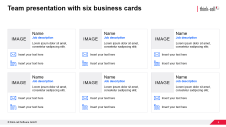 Team presentation with six business cards
think-cell
IMAGE
Name
Job description
Lorem ipsum dolor sit amet, consetetur sadipscing elitr.
Insert your text here
Insert your text here
IMAGE
Name
Job description
Lorem ipsum dolor sit amet, consetetur sadipscing elitr.
Insert your text here
Insert your text here
IMAGE
Name
Job description
Lorem ipsum dolor sit amet, consetetur sadipscing elitr.
Insert your text here
Insert your text here
IMAGE
Name
Job description
Lorem ipsum dolor sit amet, consetetur sadipscing elitr.
Insert your text here
Insert your text here
IMAGE
Name
Job description
Lorem ipsum dolor sit amet, consetetur sadipscing elitr.
Insert your text here
Insert your text here
IMAGE
Name
Job description
Lorem ipsum dolor sit amet, consetetur sadipscing elitr.
Insert your text here
Insert your text here